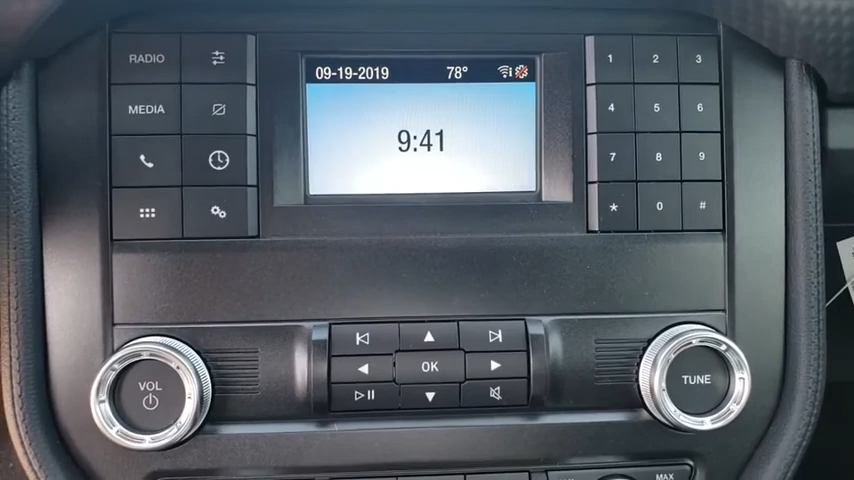 RADIO
MEDIA
09-19-2019 78°
9:41
1 2 3
4 5 6
7 8 9
* 0 #
OK
VOL
TUNE
MAX